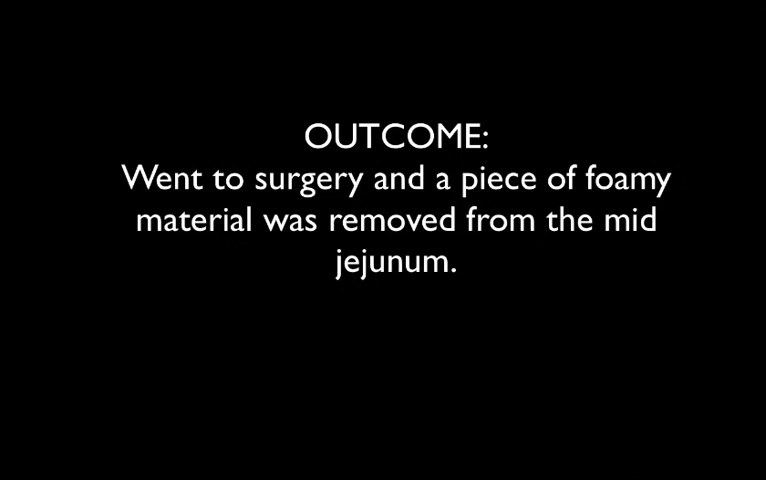 OUTCOME:
Went to surgery and a piece of foamy
material was removed from the mid
jejunum.